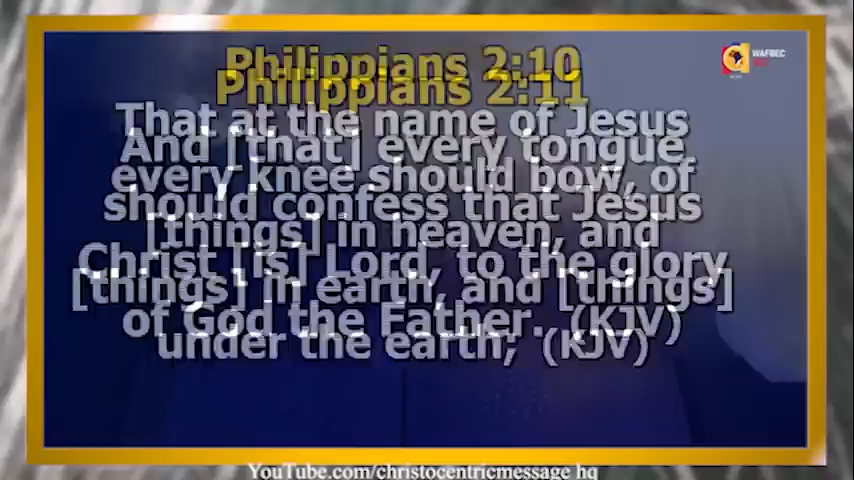 Philippians 2:10
Philippians 2:11
That at the name of Jesus
And [that] every tongue
every knee should bow, of
should confess that Jesus
[things] in heaven, and
Christ [is] Lord, to the glory
[things] in earth, and [things]
of God the Father. (KJV)
under the earth; (KJV)
WAFBEC
YouTube.com/christocentricmessage hq